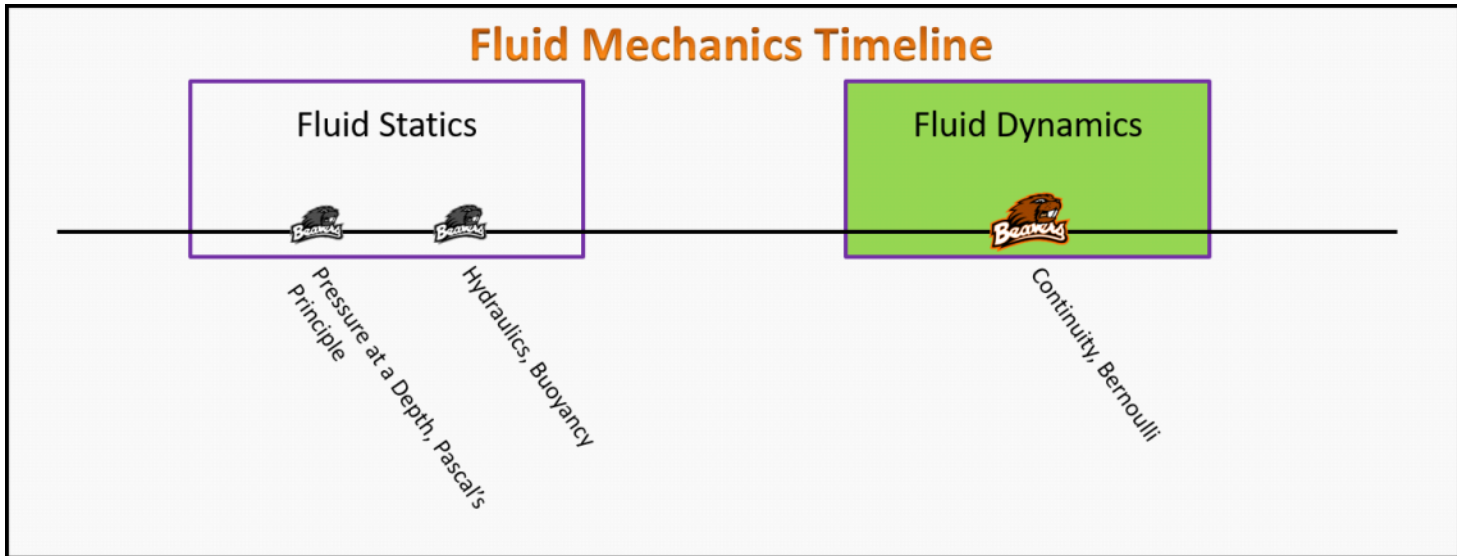 Fluid Mechanics Timeline
Fluid Statics
Fluid Dynamics
Beavers
Beavers
Beavers
Pressure at a Depth, Pascal's
Principle
Hydraulics, Buoyancy
Continuity, Bernoulli